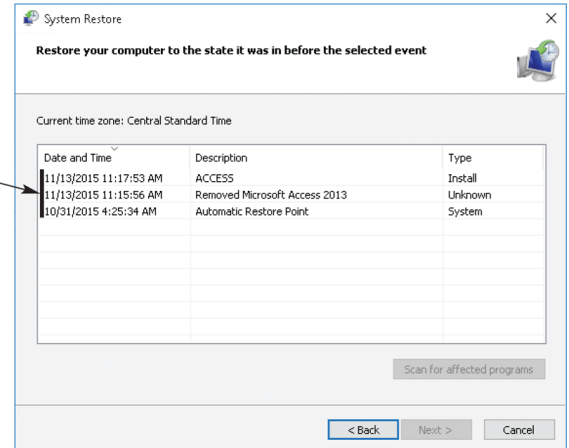 System Restore
Restore your computer to the state it was in before the selected event
Current time zone: Central Standard Time
Date and Time Description Type
11/13/2015 11:17:53 AM ACCESS Install
11/13/2015 11:15:56 AM Removed Microsoft Access 2013 Unknown
10/31/2015 4:25:34 AM Automatic Restore Point System
Scan for affected programs
< Back Next > Cancel